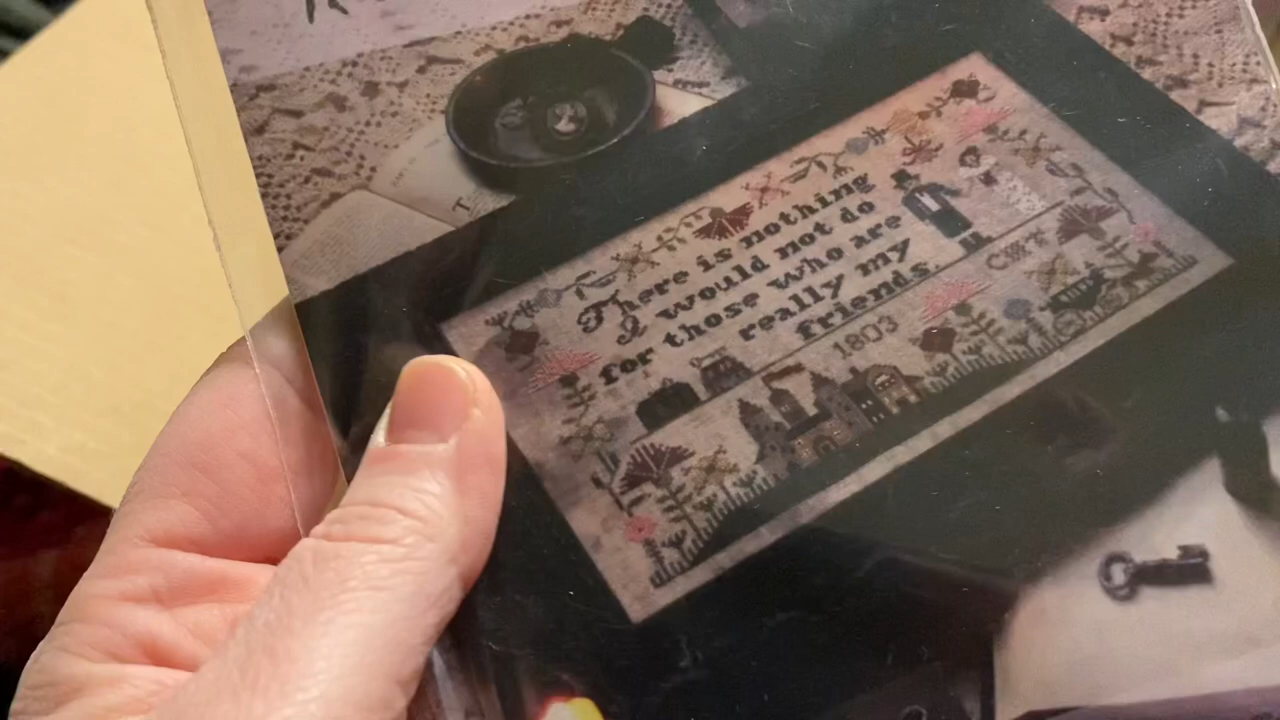 There is nothing
I would not do
for those who are
really my
friends.
1803